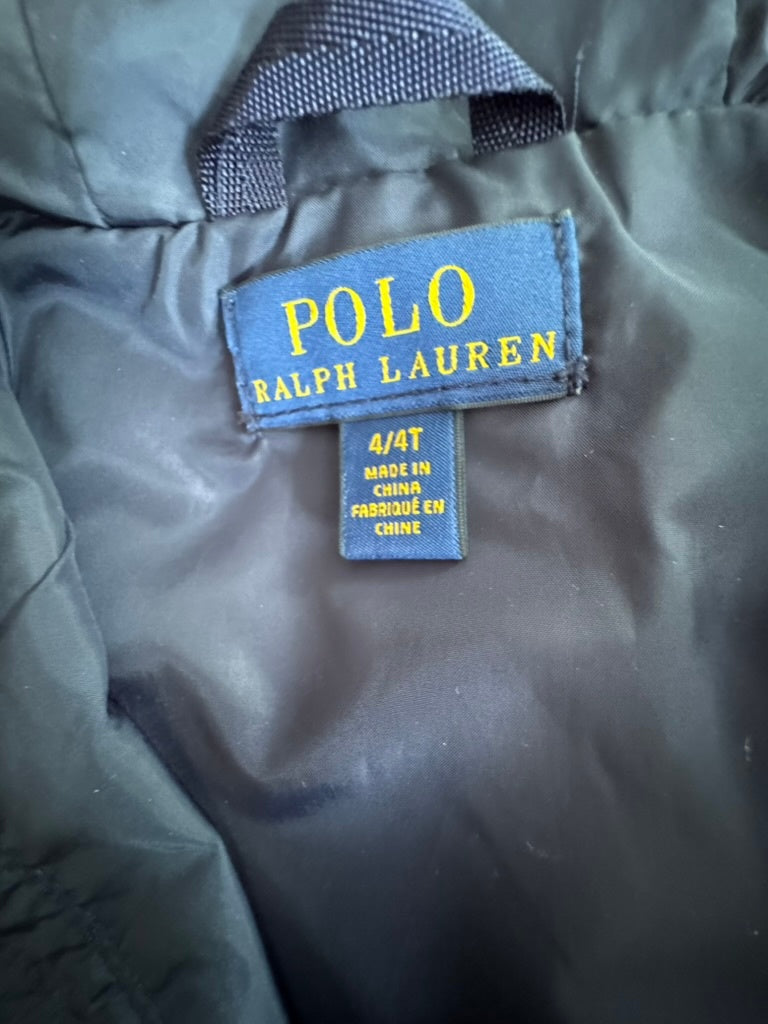 POLO
RALPH LAUREN
4/4T
MADE IN
CHINA
FABRIQUÉ EN
CHINE